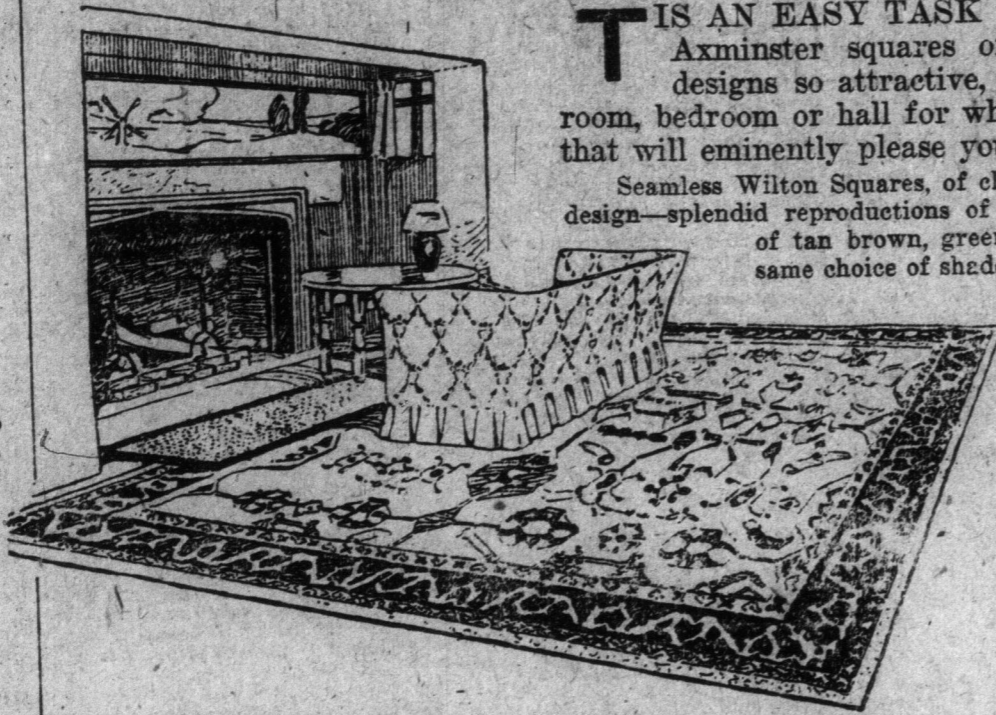 TIS AN EASY TASK
Axminster squares
designs so attractive,
room, bedroom or hall for
that will eminently please
Seamless Wilton Squares, of
design—splendid reproductions of
of tan brown,
same choice of